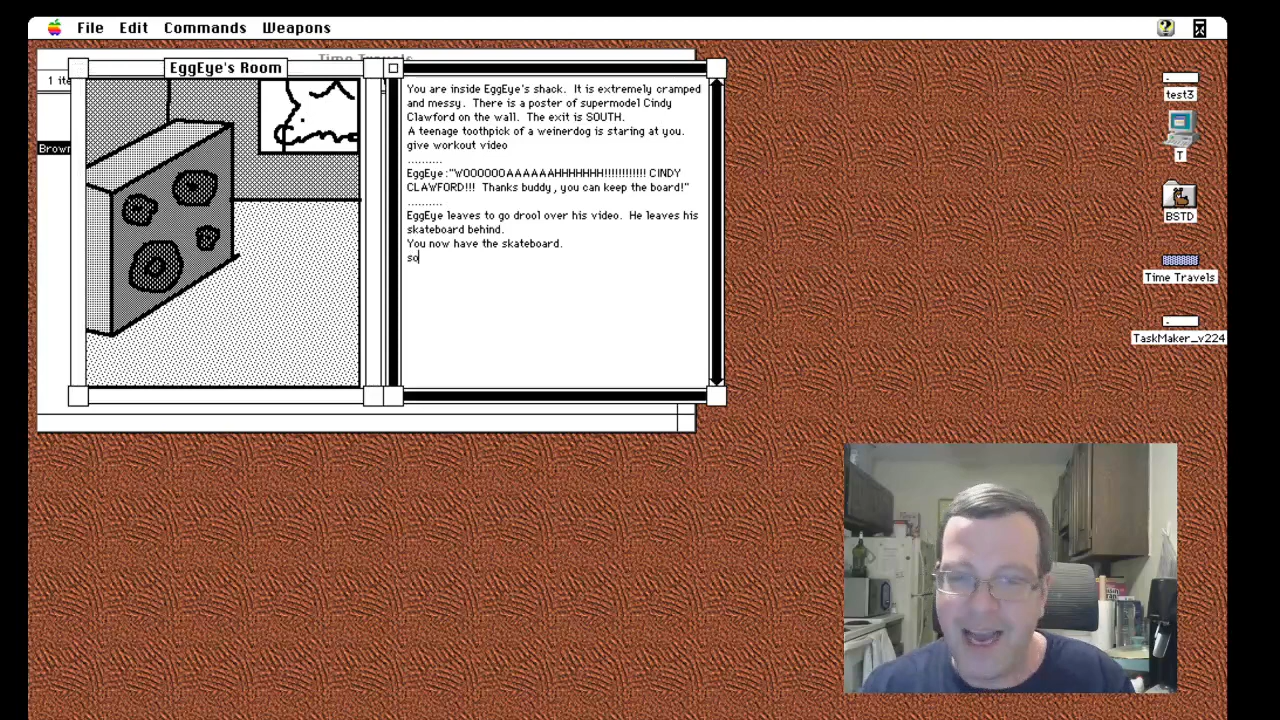 File Edit Commands Weapons
Time Travels
EggEye's Room
1 ite
Brown
You are inside EggEye's shack. It is extremely cramped
and messy. There is a poster of supermodel Cindy
Clawford on the wall. The exit is SOUTH.
A teenage toothpick of a weinerdog is staring at you.
give workout video
..........
EggEye:"WOOOOOOAAAAAAHHHHHHH!!!!!!!!!!!! CINDY
CLAWFORD!!! Thanks buddy, you can keep the board!"
..........
EggEye leaves to go drool over his video. He leaves his
skateboard behind.
You now have the skateboard.
so
test3
T
BSTD
Time Travels
TaskMaker_v224